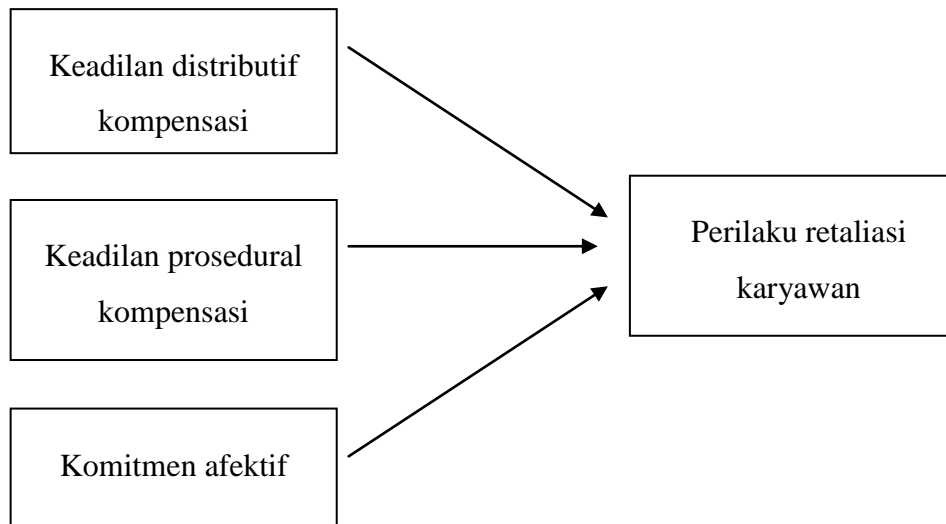 Keadilan distributif
kompensasi
Keadilan prosedural
kompensasi
Komitmen afektif
Perilaku retaliasi
karyawan